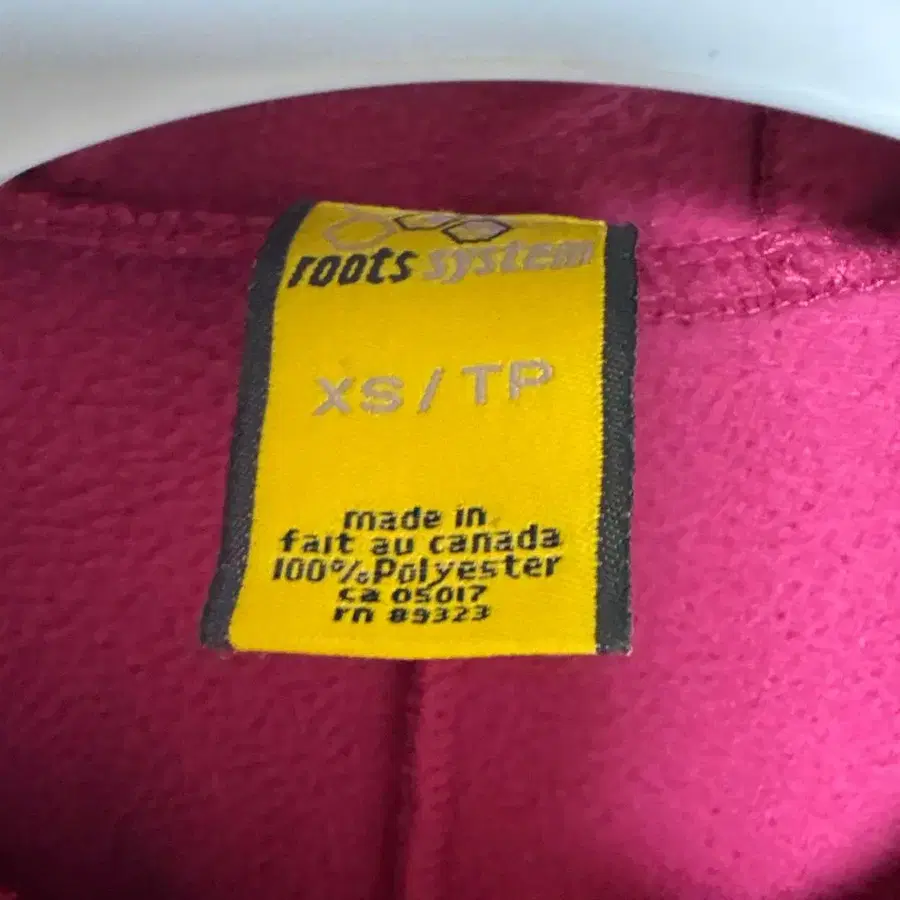 roots system
XS / TP
made in
fait au canada
100% Polyester
ca 05017
rn 89323